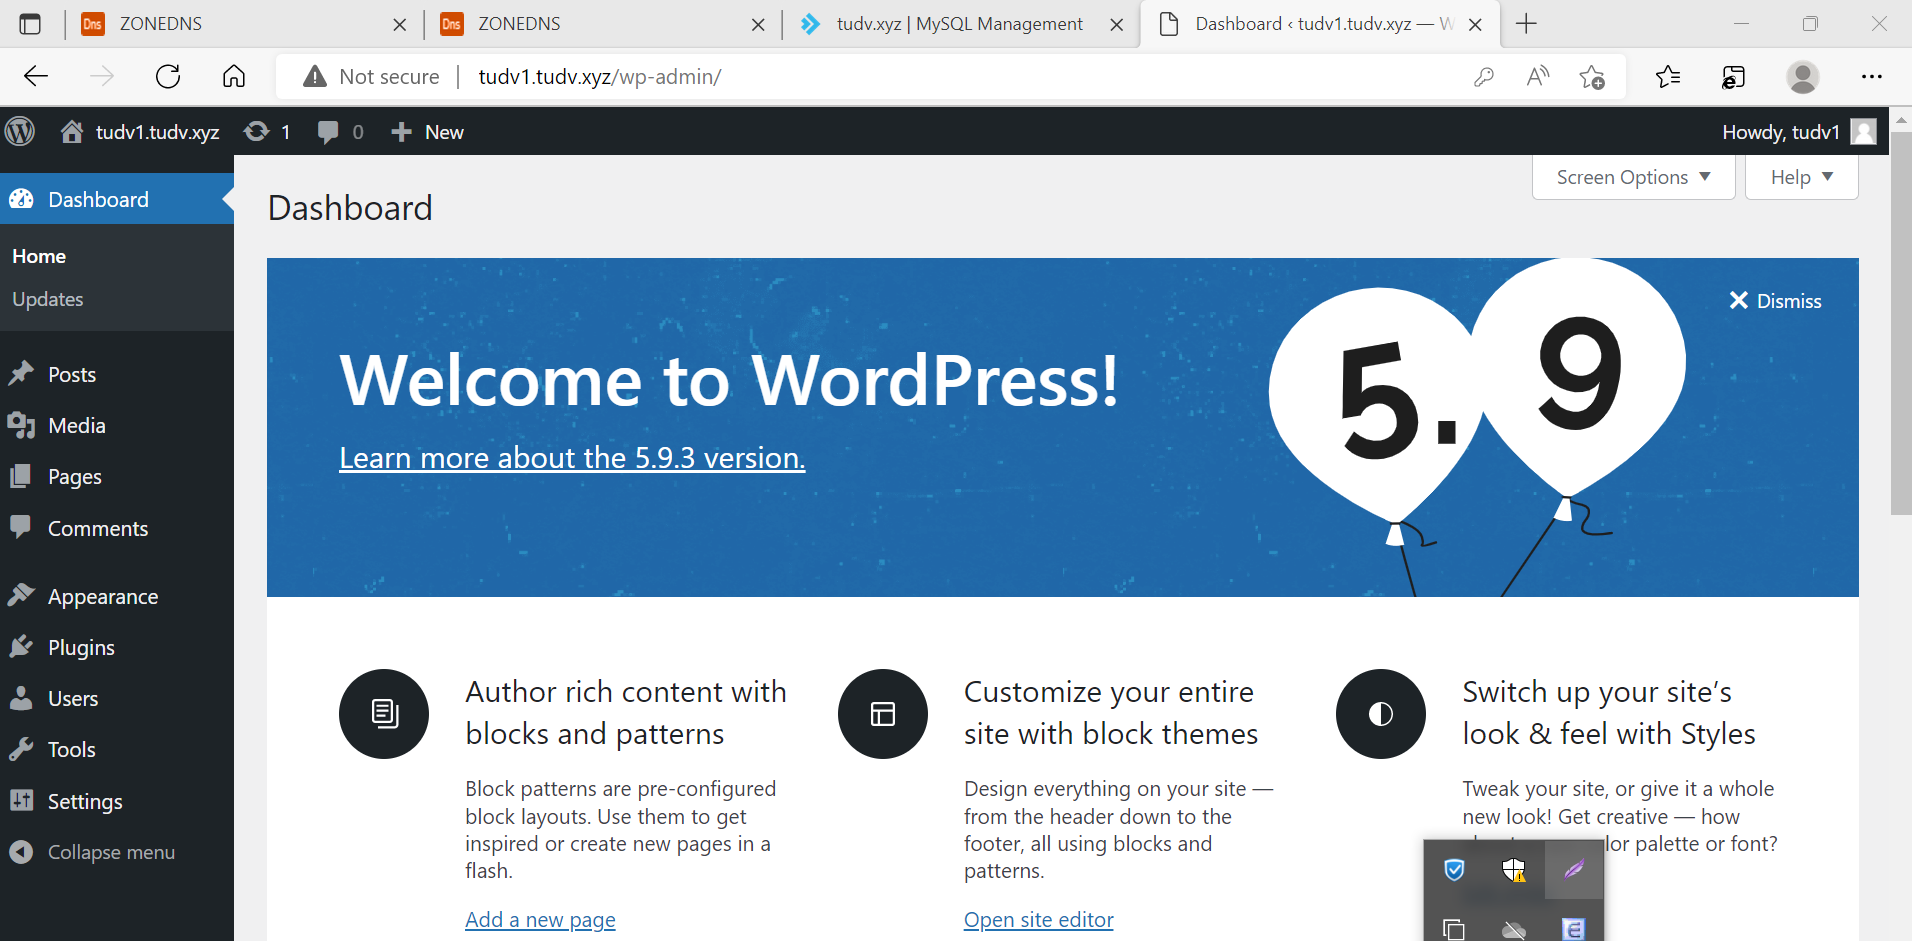 Dns ZONEDNS
Dns ZONEDNS
tudv.xyz | MySQL Management
Dashboard ‹ tudv1.tudv.xyz — W
Not secure
tudv1.tudv.xyz/wp-admin/
tudv1.tudv.xyz
1
0
New
Howdy, tudv1
Dashboard
Home
Updates
Posts
Media
Pages
Comments
Appearance
Plugins
Users
Tools
Settings
Collapse menu
Screen Options
Help
Dashboard
Dismiss
Welcome to WordPress!
Learn more about the 5.9.3 version.
5.9
Author rich content with
blocks and patterns
Block patterns are pre-configured
block layouts. Use them to get
inspired or create new pages in a
flash.
Add a new page
Customize your entire
site with block themes
Design everything on your site —
from the header down to the
footer, all using blocks and
patterns.
Open site editor
Switch up your site’s
look & feel with Styles
Tweak your site, or give it a whole
new look! Get creative — how
lor palette or font?